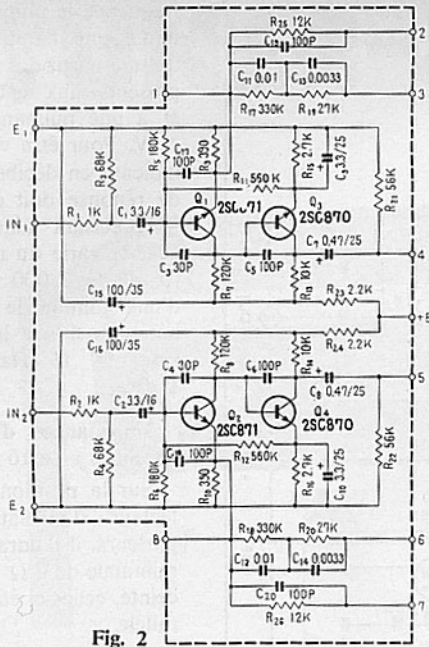 R25 12K
2
C19 100P
C11 0.01
C13 0.0033
1
3
R17 330K
R19 27K
E1
R3 68K
R5 180K
C17 100P
R9 390
R11 560K
R15 2.7K
C9 33/25
R21 56K
Q1
2SC871
Q3
2SC870
R1 1K
C1 33/16
IN1
C3 30P
C5 100P
C7 0.47/25
4
R7 120K
R13 10K
C15 100/35
R23 2.2K
+B
C16 100/35
R24 2.2K
R8 120K
R14 10K
C4 30P
C6 100P
C8 0.47/25
5
R2 1K
C2 33/16
IN2
Q2
2SC871
Q4
2SC870
R4 68K
R6 180K
C18 100P
R10 390
R12 560K
R16 2.7K
C10 33/25
R22 56K
E2
8
R18 330K
R20 27K
6
C12 0.01
C14 0.0033
C20 100P
7
R26 12K
Fig. 2